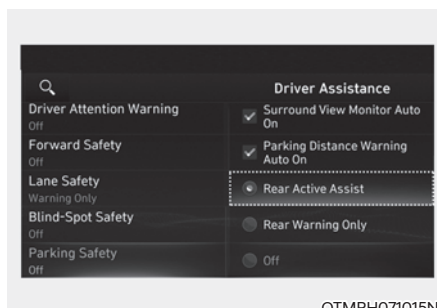 Driver Assistance
Driver Attention Warning
Off
Forward Safety
Off
Lane Safety
Warning Only
Blind-Spot Safety
Off
Parking Safety
Off
Surround View Monitor Auto
On
Parking Distance Warning
Auto On
Rear Active Assist
Rear Warning Only
Off
OTMPH071015N